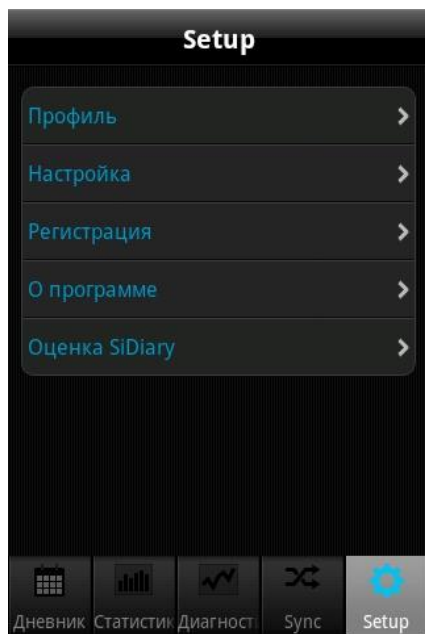 Setup
Профиль
Настройка
Регистрация
О программе
Оценка SiDiary
Дневник Статистик Диагност Sync Setup